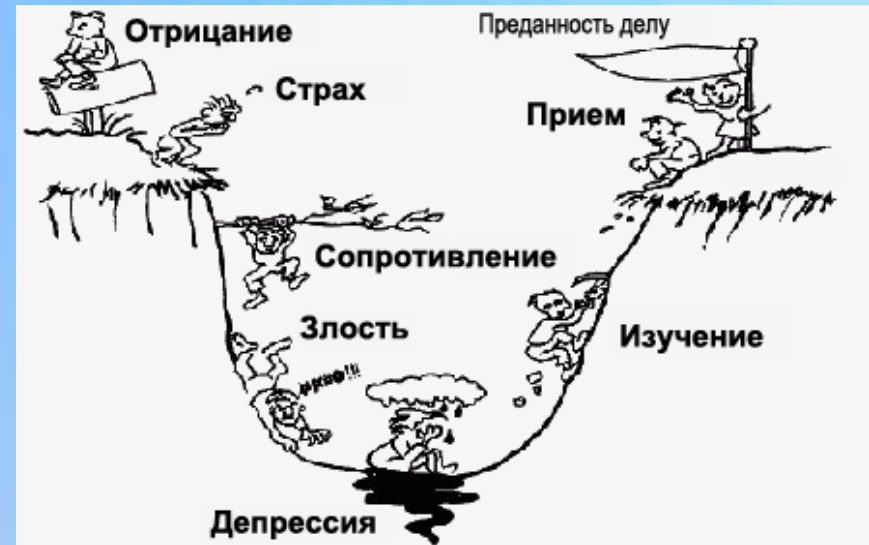 Отрицание
Преданность делу
Страх
Прием
Сопротивление
Злость
Изучение
Депрессия